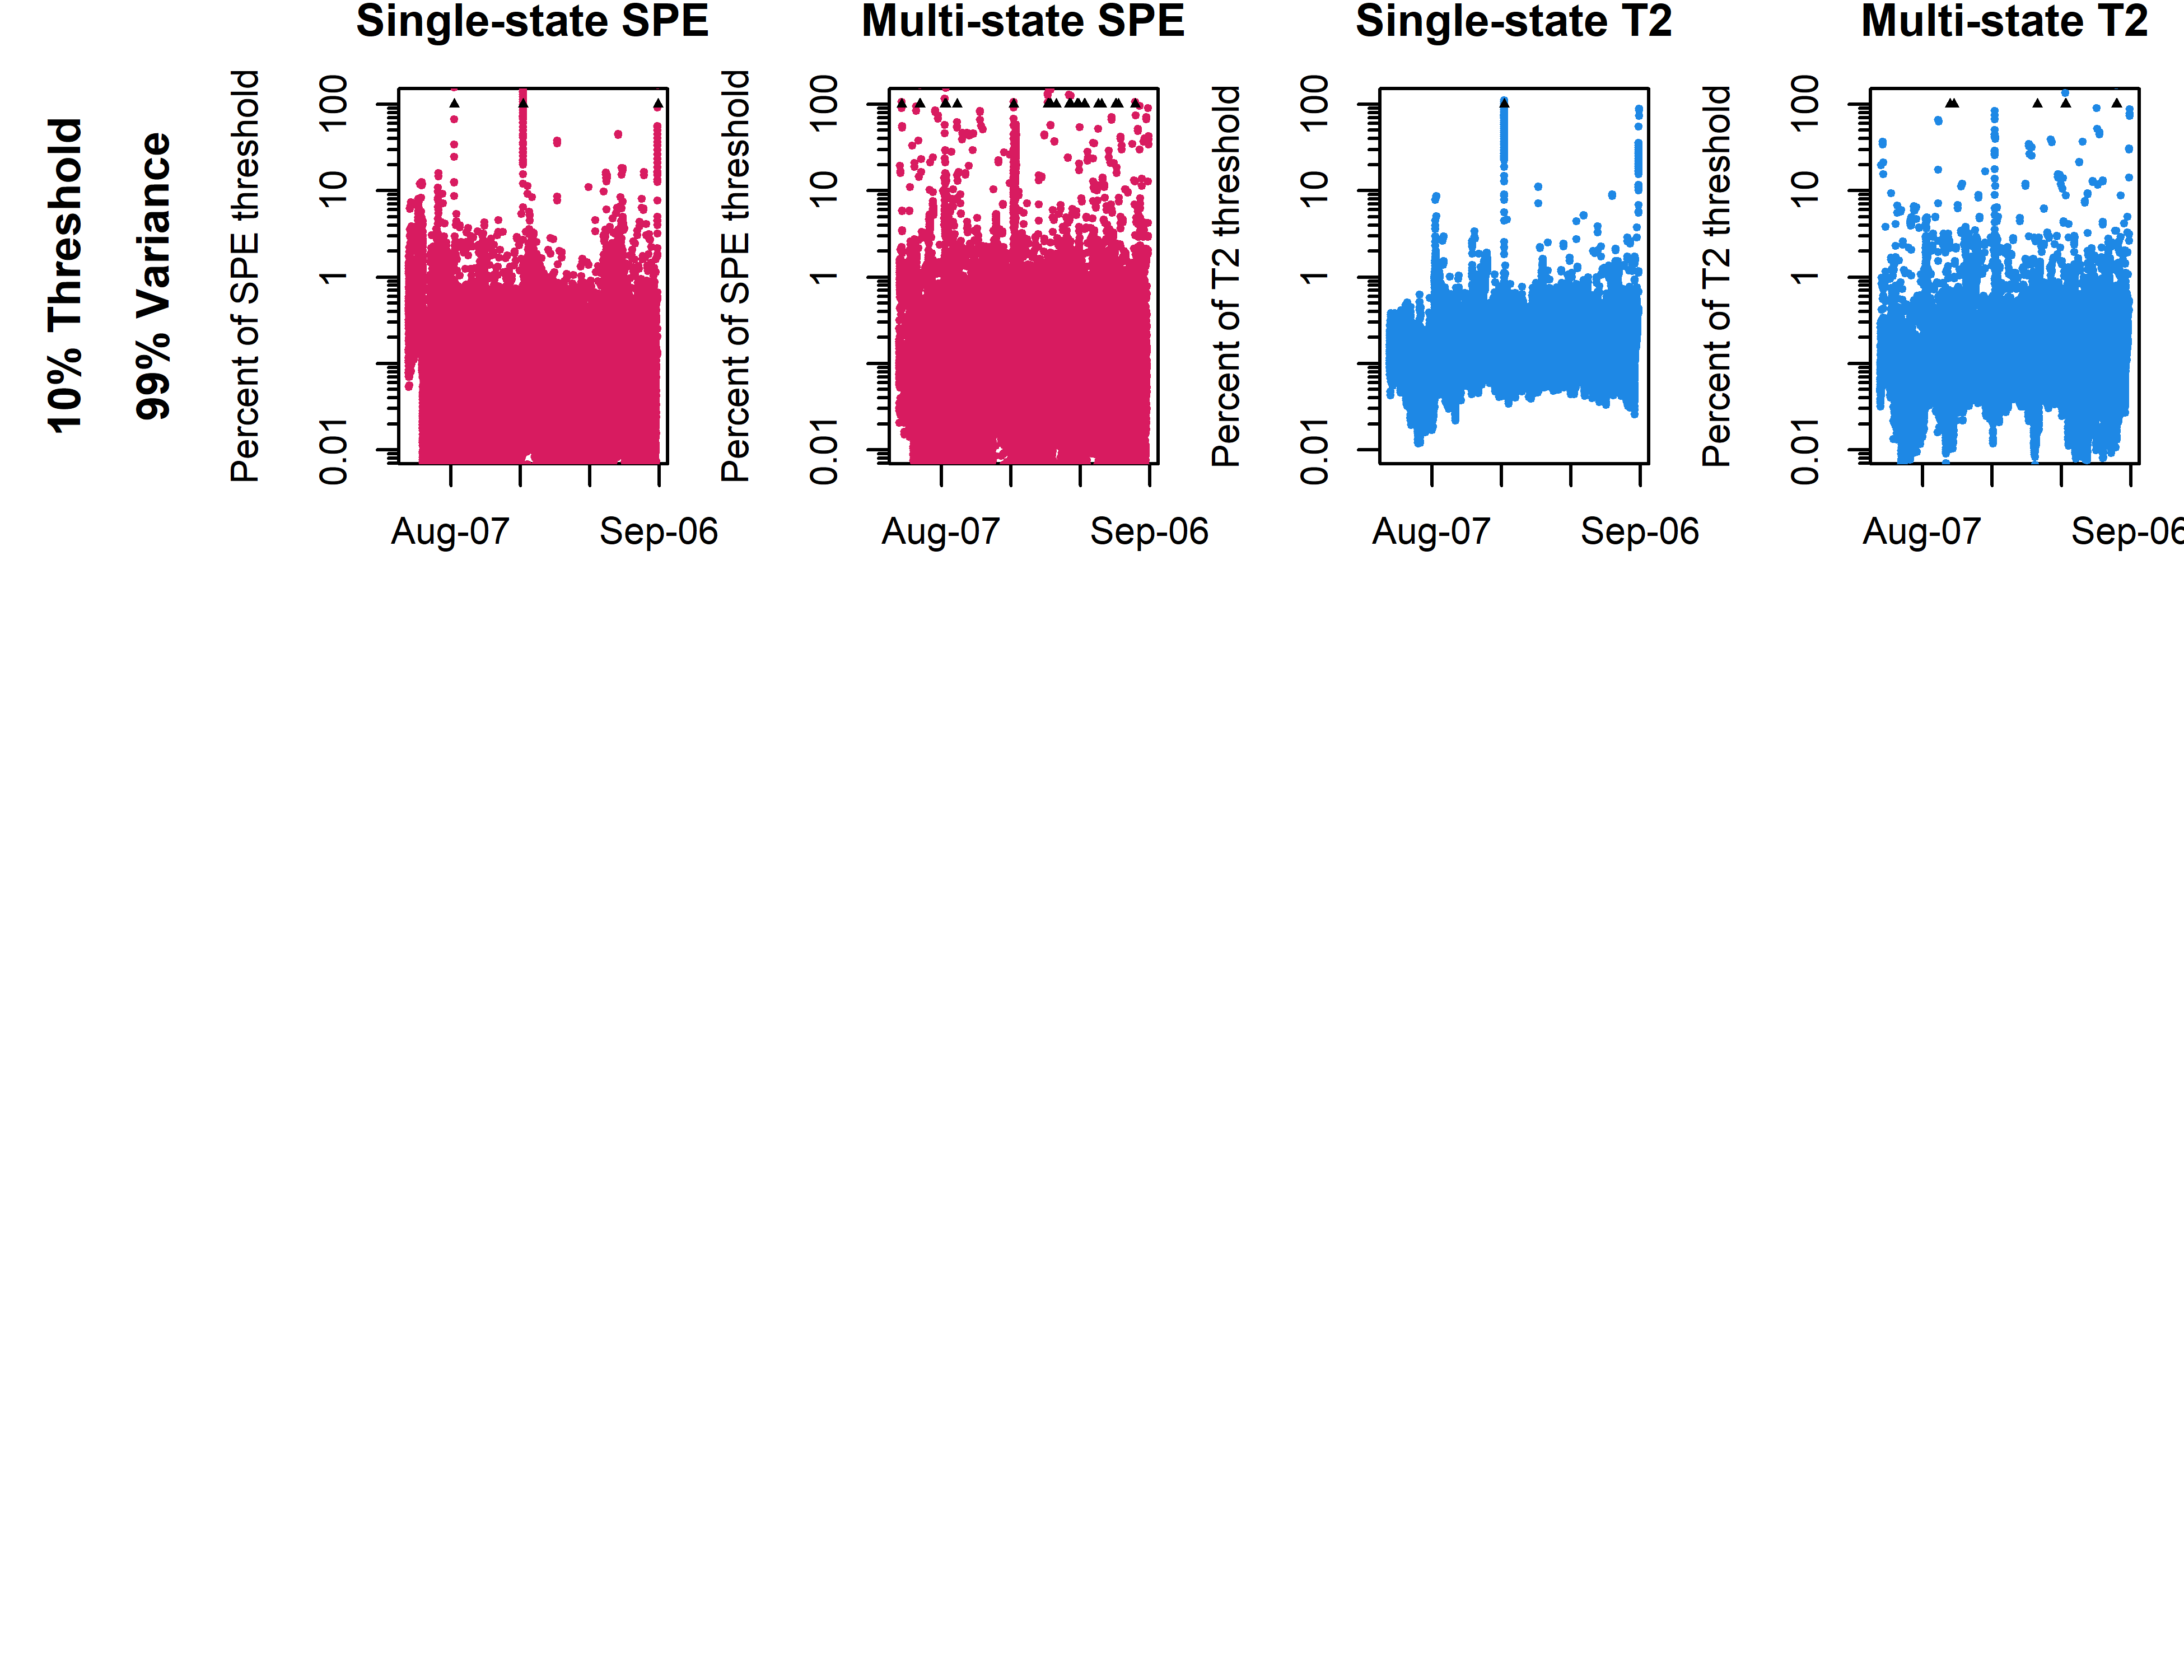 Single-state SPE
Multi-state SPE
Single-state T2
Multi-state T2
10% Threshold
99% Variance
Percent of SPE threshold
100
10
1
0.01
Aug-07
Sep-06
Percent of SPE threshold
100
10
1
0.01
Aug-07
Sep-06
Percent of T2 threshold
100
10
1
0.01
Aug-07
Sep-06
Percent of T2 threshold
100
10
1
0.01
Aug-07
Sep-06